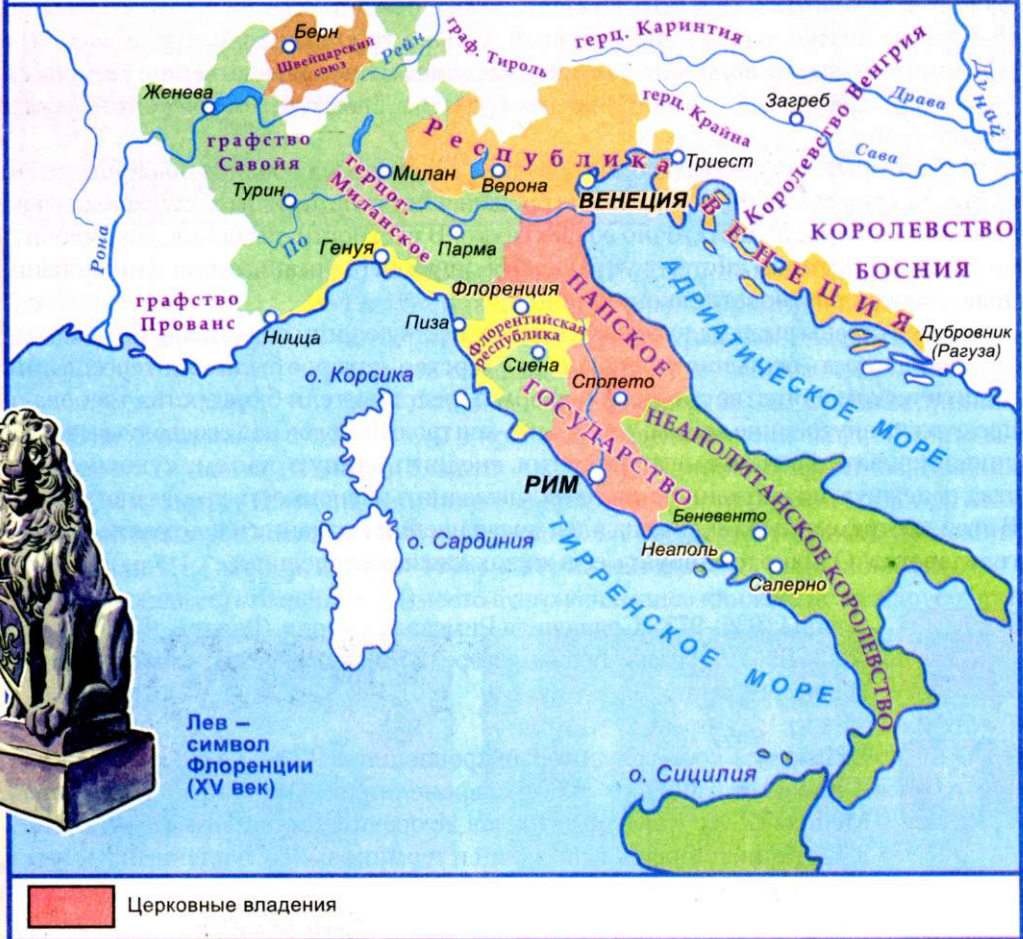 Берн
Швейцарский
союз
Рейн
граф. Тироль
герц. Каринтия
Королевство Венгрия
Дунай
Женева
Загреб
Драва
герц. Крайна
Сава
графство
Савойя
Республика
Триест
Турин
Милан
Верона
ВЕНЕЦИЯ
ВЕНЕЦИЯ
герцог.
Миланское
КОРОЛЕВСТВО
БОСНИЯ
Рона
По
Генуя
Парма
Флоренция
АДРИАТИЧЕСКОЕ МОРЕ
графство
Прованс
Ницца
Пиза
Флорентийская
республика
ПАПСКОЕ
ГОСУДАРСТВО
Дубровник
(Рагуза)
Сиена
Сполето
о. Корсика
НЕАПОЛИТАНСКОЕ КОРОЛЕВСТВО
РИМ
Беневенто
о. Сардиния
Неаполь
Салерно
ТИРРЕНСКОЕ МОРЕ
Лев –
символ
Флоренции
(XV век)
о. Сицилия
Церковные владения